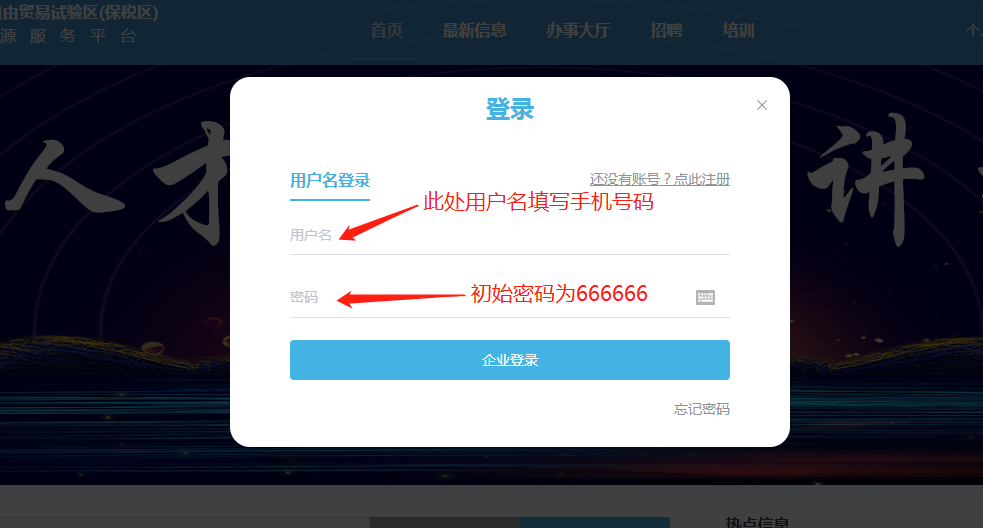 由贸易试验区(保税区)
源服务平台
首页 最新信息 办事大厅 招聘 培训
个
人才 讲
登录
×
用户名登录
还没有账号？点此注册
此处用户名填写手机号码
用户名
密码
初始密码为666666
企业登录
忘记密码
热点信息